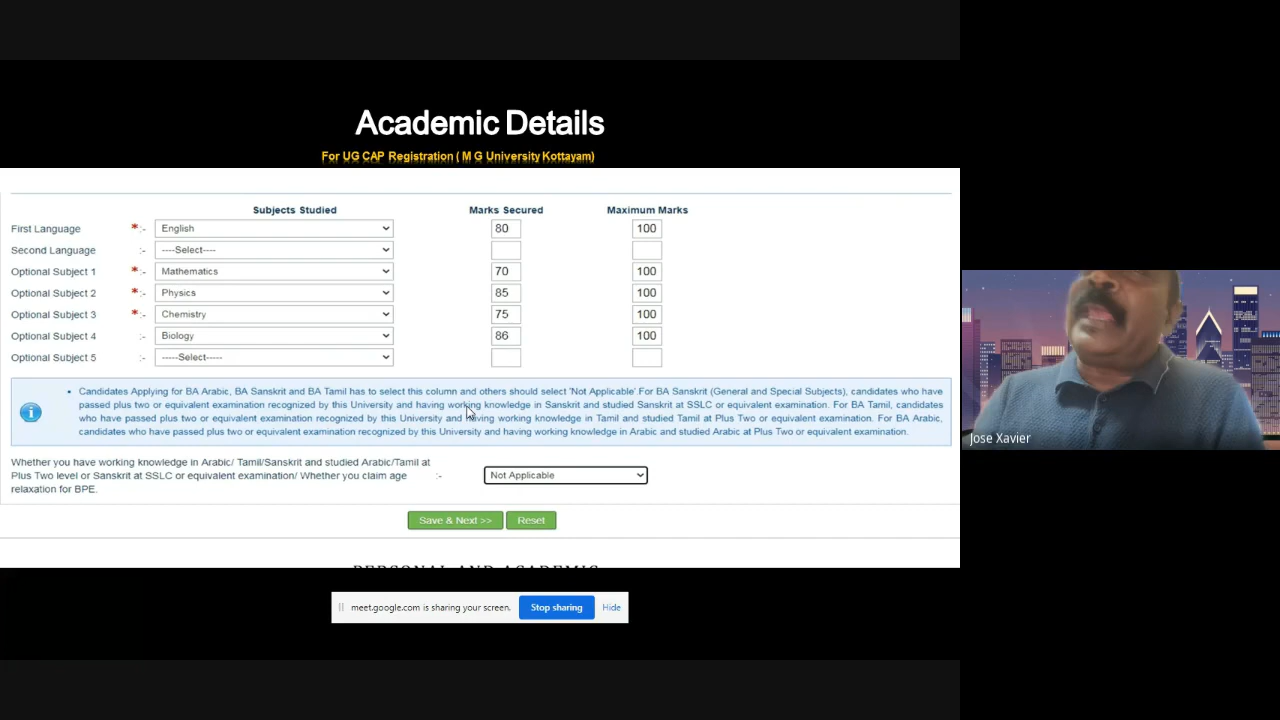 Academic Details
For UG CAP Registration ( M G University Kottayam)
Subjects Studied Marks Secured Maximum Marks
First Language * :- English 80 100
Second Language :- ----Select----
Optional Subject 1 * :- Mathematics 70 100
Optional Subject 2 * :- Physics 85 100
Optional Subject 3 * :- Chemistry 75 100
Optional Subject 4 :- Biology 86 100
Optional Subject 5 :- -----Select-----
• Candidates Applying for BA Arabic, BA Sanskrit and BA Tamil has to select this column and others should select 'Not Applicable'.For BA Sanskrit (General and Special Subjects), candidates who have
passed plus two or equivalent examination recognized by this University and having working knowledge in Sanskrit and studied Sanskrit at SSLC or equivalent examination. For BA Tamil, candidates
who have passed plus two or equivalent examination recognized by this University and having working knowledge in Tamil and studied Tamil at Plus Two or equivalent examination. For BA Arabic,
candidates who have passed plus two or equivalent examination recognized by this University and having working knowledge in Arabic and studied Arabic at Plus Two or equivalent examination.
Whether you have working knowledge in Arabic/ Tamil/Sanskrit and studied Arabic/Tamil at
Plus Two level or Sanskrit at SSLC or equivalent examination/ Whether you claim age :- Not Applicable
relaxation for BPE.
Save & Next >> Reset
PERSONAL AND ACADEMIC
meet.google.com is sharing your screen. Stop sharing Hide
Jose Xavier